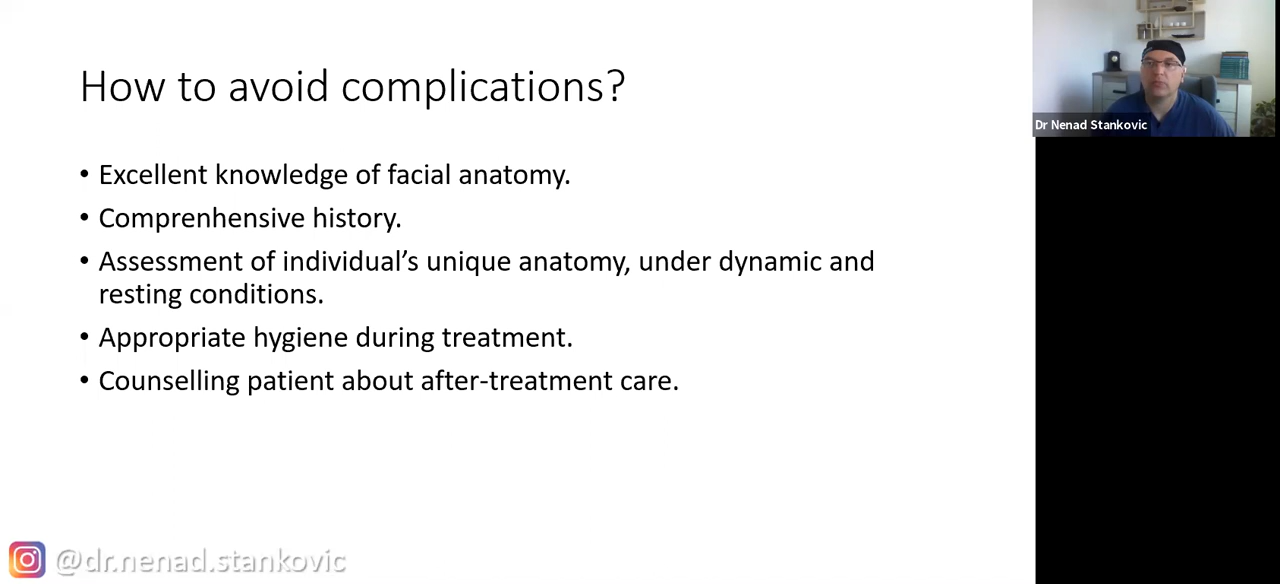 How to avoid complications?
• Excellent knowledge of facial anatomy.
• Comprenhensive history.
• Assessment of individual’s unique anatomy, under dynamic and
resting conditions.
• Appropriate hygiene during treatment.
• Counselling patient about after-treatment care.
Dr Nenad Stankovic
@dr.nenad.stankovic